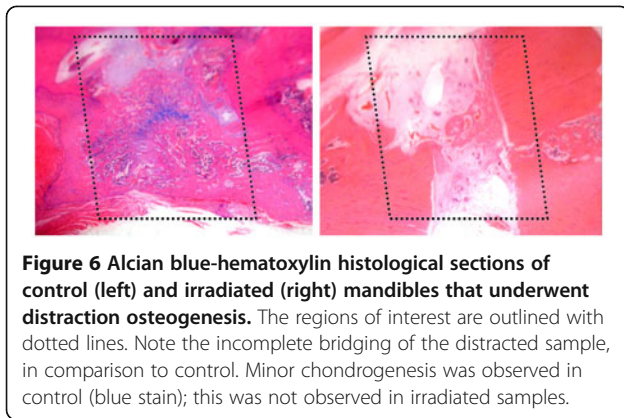 Figure 6 Alcian blue-hematoxylin histological sections of
control (left) and irradiated (right) mandibles that underwent
distraction osteogenesis. The regions of interest are outlined with
dotted lines. Note the incomplete bridging of the distracted sample,
in comparison to control. Minor chondrogenesis was observed in
control (blue stain); this was not observed in irradiated samples.